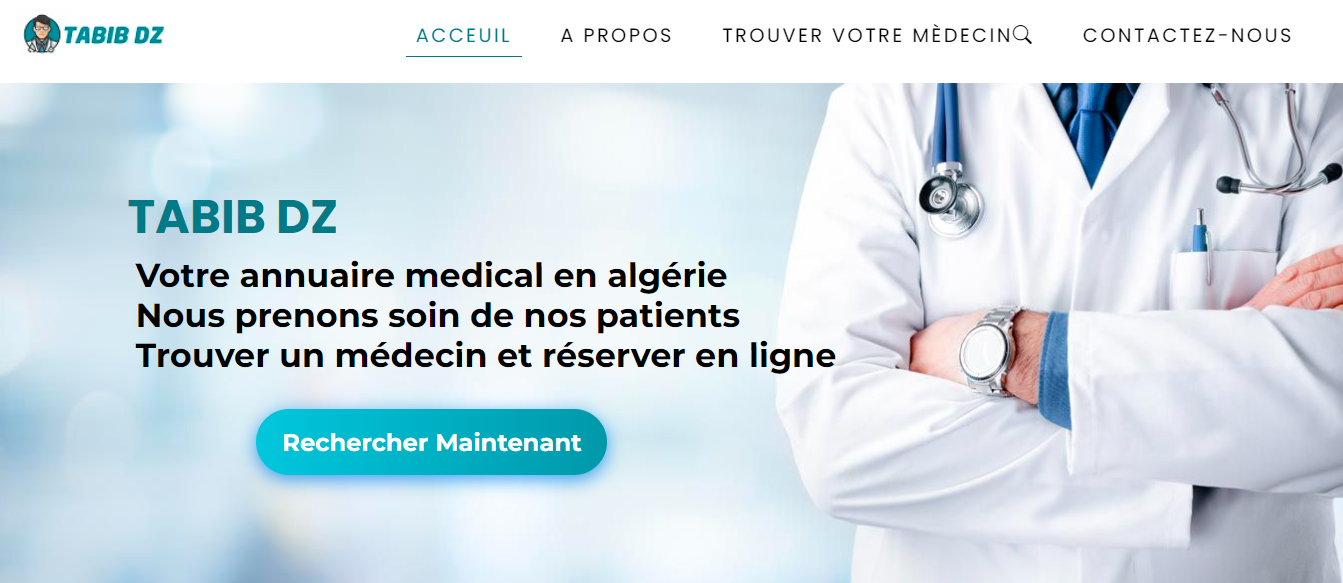 TABIB DZ
ACCEUIL
A PROPOS
TROUVER VOTRE MÈDECIN
CONTACTEZ-NOUS
TABIB DZ
Votre annuaire medical en algérie
Nous prenons soin de nos patients
Trouver un médecin et réserver en ligne
Rechercher Maintenant